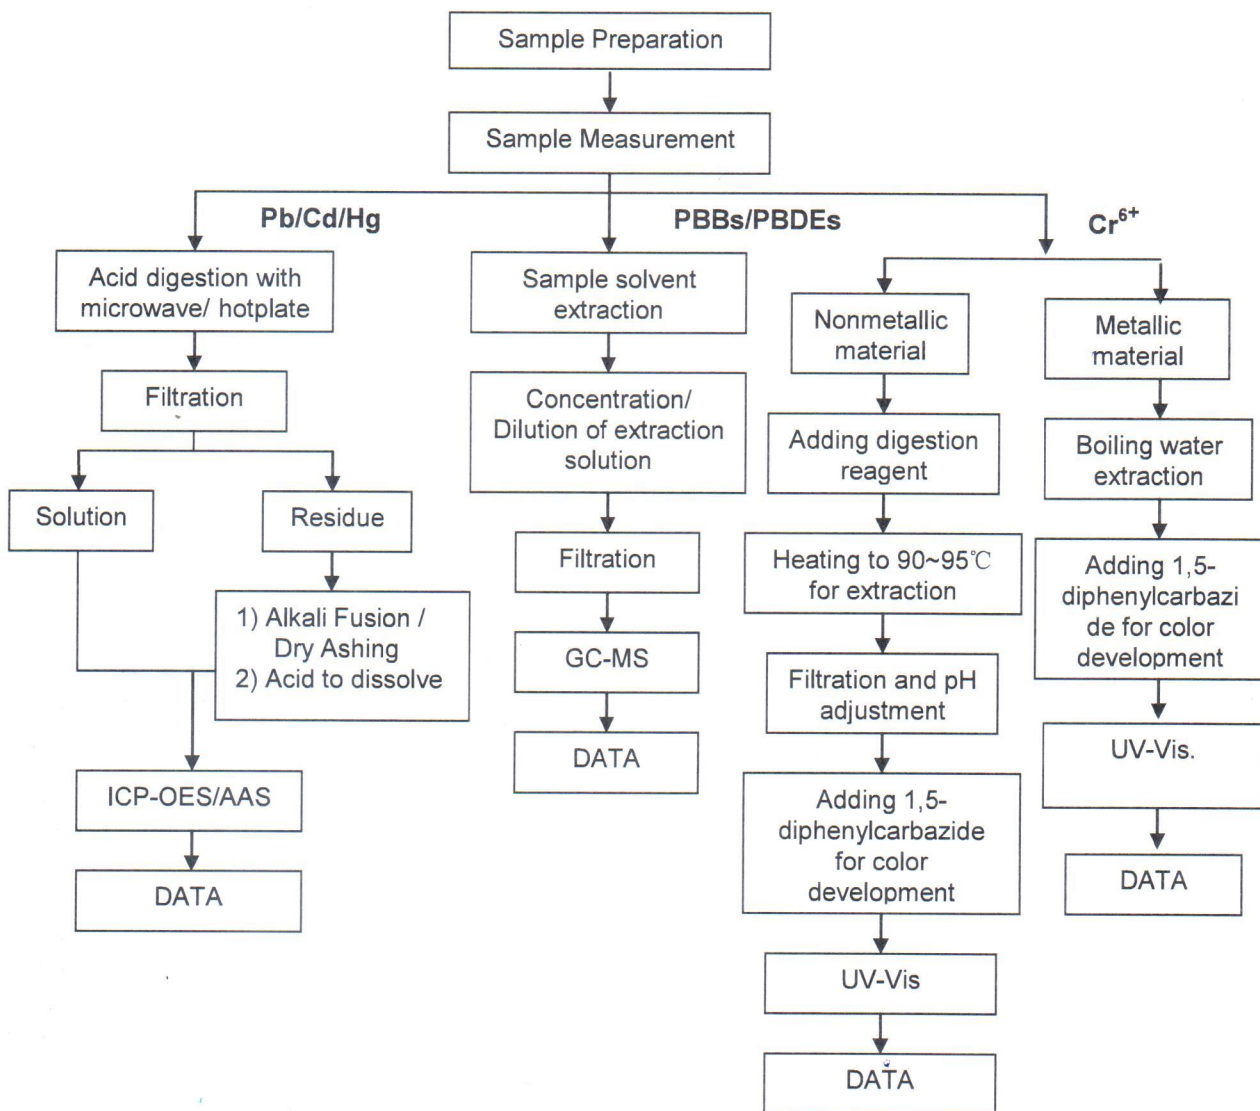 Sample Preparation
Sample Measurement
Pb/Cd/Hg
PBBs/PBDEs
Cr⁶⁺
Acid digestion with
microwave/ hotplate
Filtration
Solution
Residue
1) Alkali Fusion /
Dry Ashing
2) Acid to dissolve
ICP-OES/AAS
DATA
Sample solvent
extraction
Concentration/
Dilution of extraction
solution
Filtration
GC-MS
DATA
Nonmetallic
material
Adding digestion
reagent
Heating to 90~95℃
for extraction
Filtration and pH
adjustment
Adding 1,5-
diphenylcarbazide
for color
development
UV-Vis
DATA
Metallic
material
Boiling water
extraction
Adding 1,5-
diphenylcarbazi
de for color
development
UV-Vis.
DATA